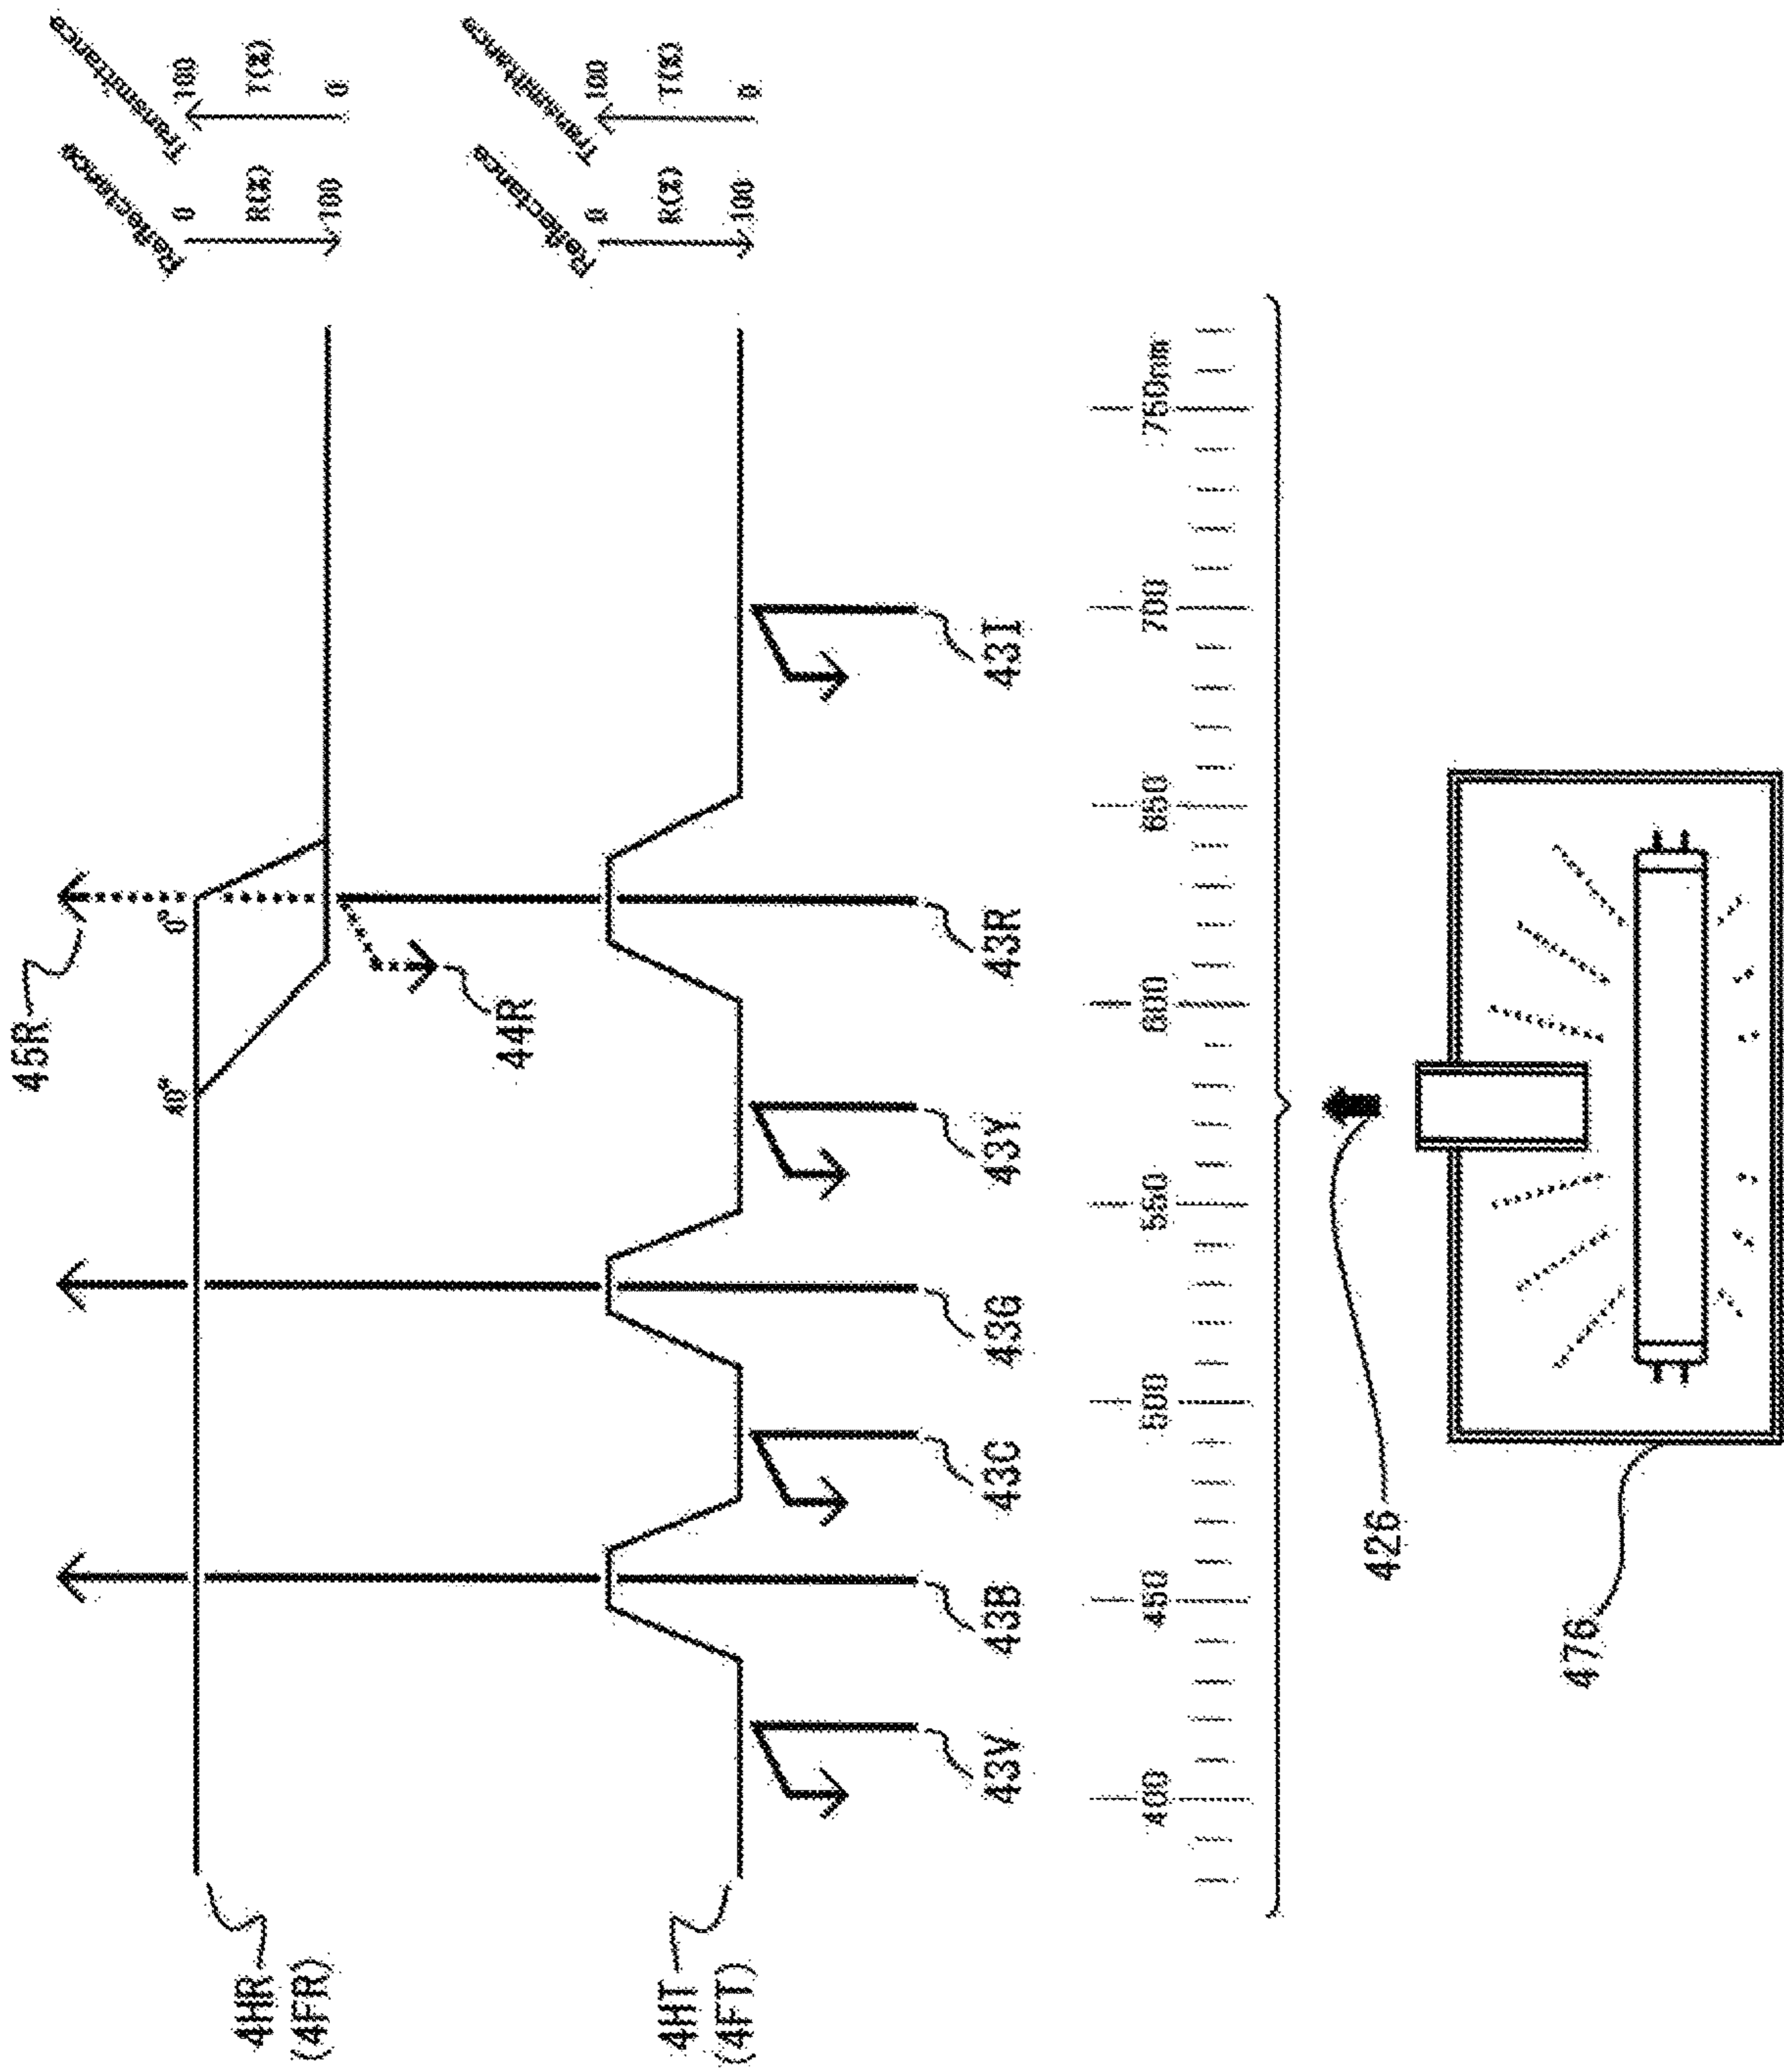 4HR
(4FR)
45R
40°
0°
44R
Reflectance
Transmittance
0
R(%)
100
100
T(%)
0
4HT
(4FT)
Reflectance
Transmittance
0
R(%)
100
100
T(%)
0
43V
43B
43C
43G
43Y
43R
43I
400
450
500
550
600
650
700
750nm
426
476